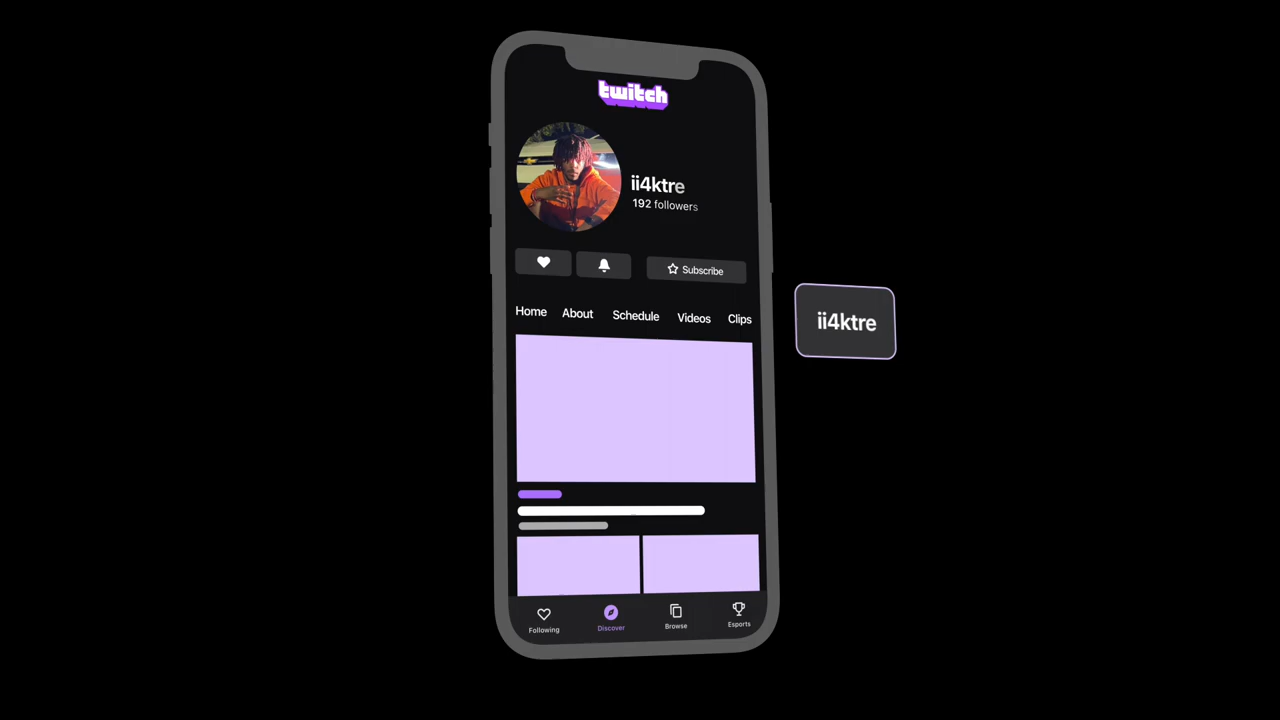 twitch
ii4ktre
192 followers
Subscribe
Home About Schedule Videos Clips
ii4ktre
Following Discover Browse Esports